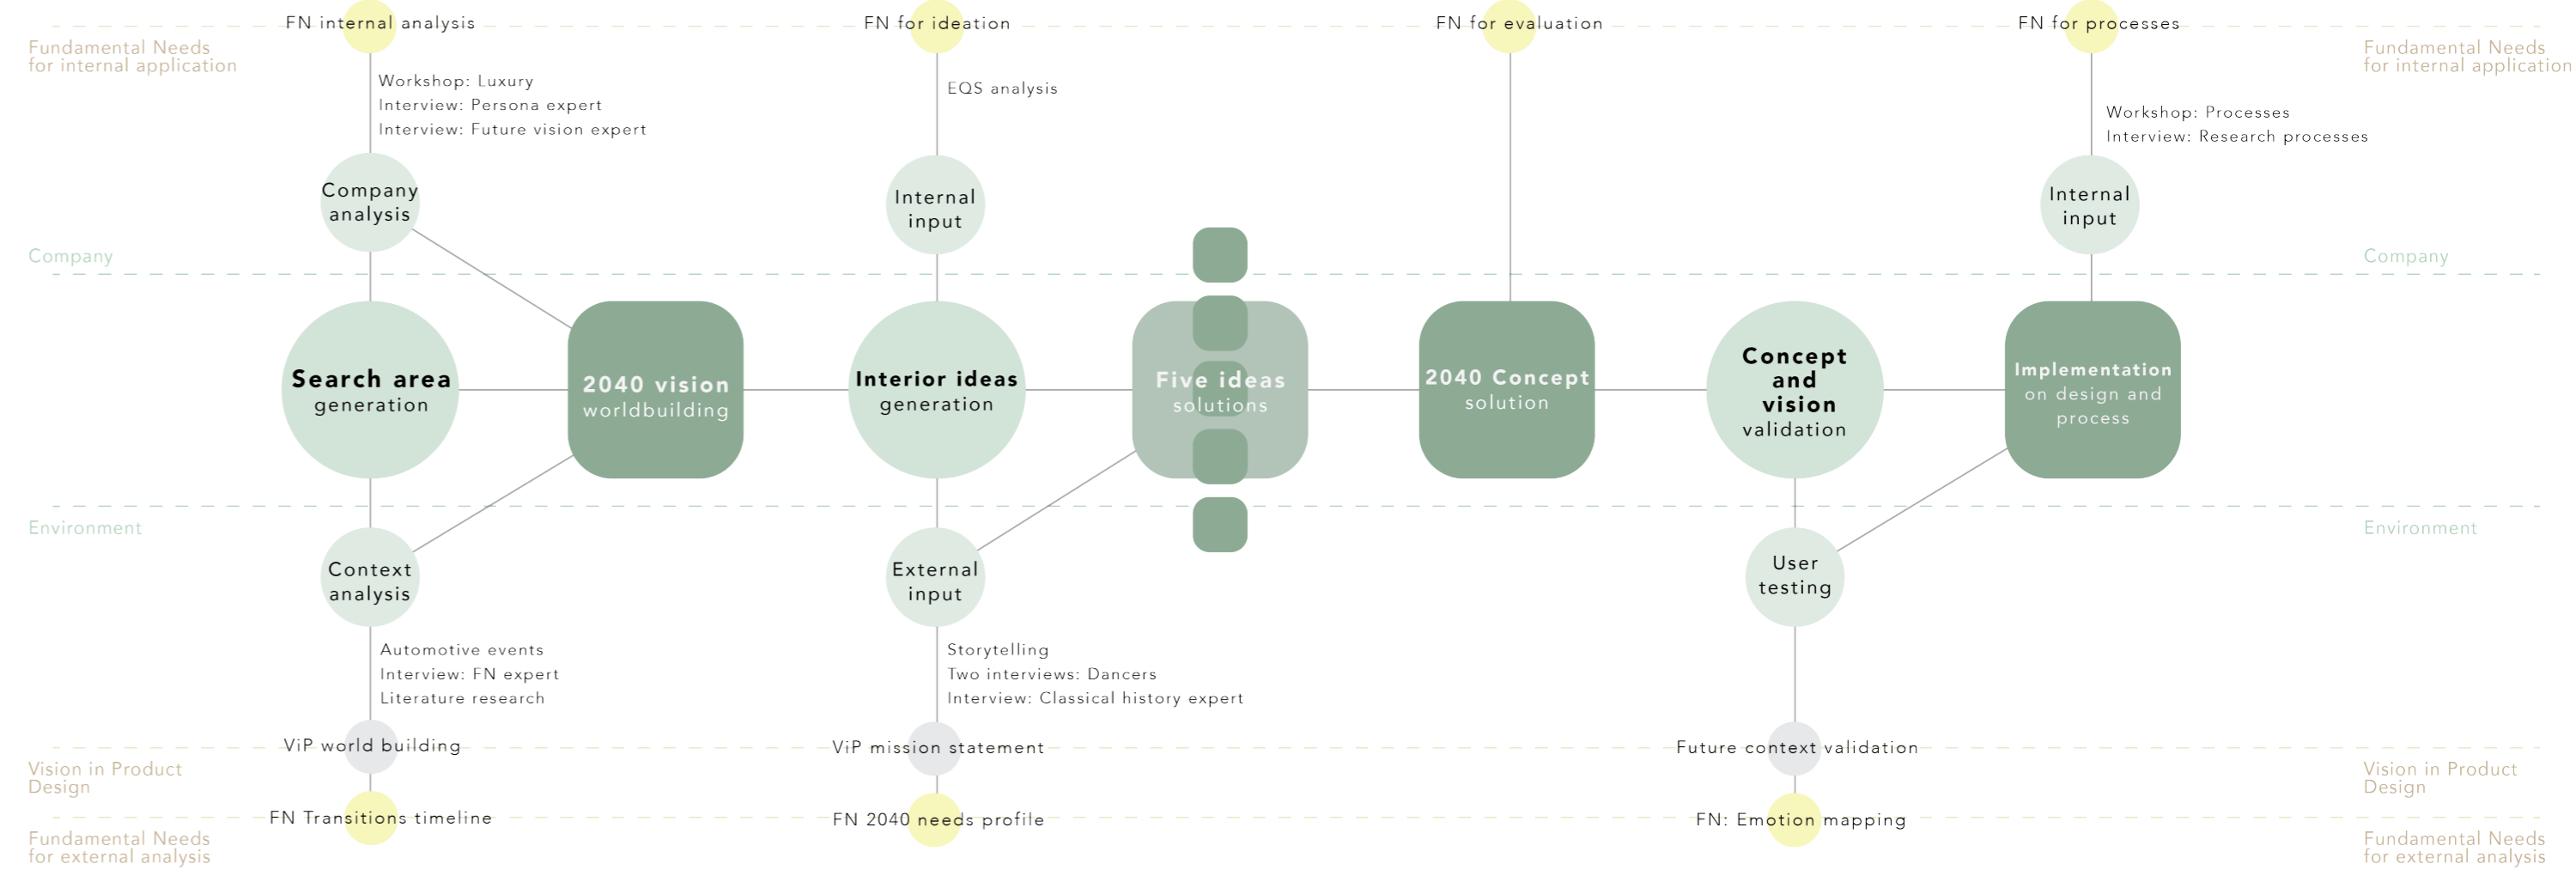 FN internal analysis
FN for ideation
FN for evaluation
FN for processes
Fundamental Needs
for internal application
Fundamental Needs
for internal application
Workshop: Luxury
Interview: Persona expert
Interview: Future vision expert
EQS analysis
Workshop: Processes
Interview: Research processes
Company
analysis
Internal
input
Internal
input
Company
Company
Search area
generation
2040 vision
worldbuilding
Interior ideas
generation
Five ideas
solutions
2040 Concept
solution
Concept
and
vision
validation
Implementation
on design and
process
Environment
Environment
Context
analysis
External
input
User
testing
Automotive events
Interview: FN expert
Literature research
Storytelling
Two interviews: Dancers
Interview: Classical history expert
ViP world building
ViP mission statement
Future context validation
Vision in Product
Design
Vision in Product
Design
FN Transitions timeline
FN 2040 needs profile
FN: Emotion mapping
Fundamental Needs
for external analysis
Fundamental Needs
for external analysis